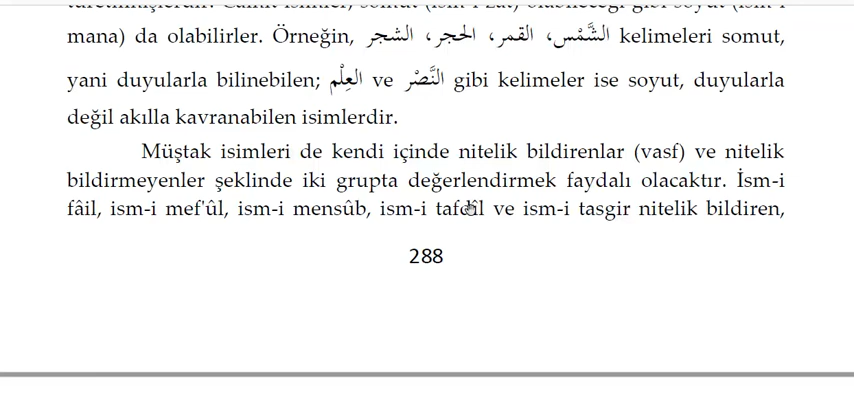 mana) da olabilirler. Örneğin, الشَّمْس، القمر، الحجر، الشجر kelimeleri somut,
yani duyularla bilinebilen; العِلْم ve النَّصْر gibi kelimeler ise soyut, duyularla
değil akılla kavranabilen isimlerdir.
Müştak isimleri de kendi içinde nitelik bildirenlar (vasf) ve nitelik
bildirmeyenler şeklinde iki grupta değerlendirmek faydalı olacaktır. İsm-i
fâil, ism-i mef'ûl, ism-i mensûb, ism-i tafdîl ve ism-i tasgir nitelik bildiren,
288